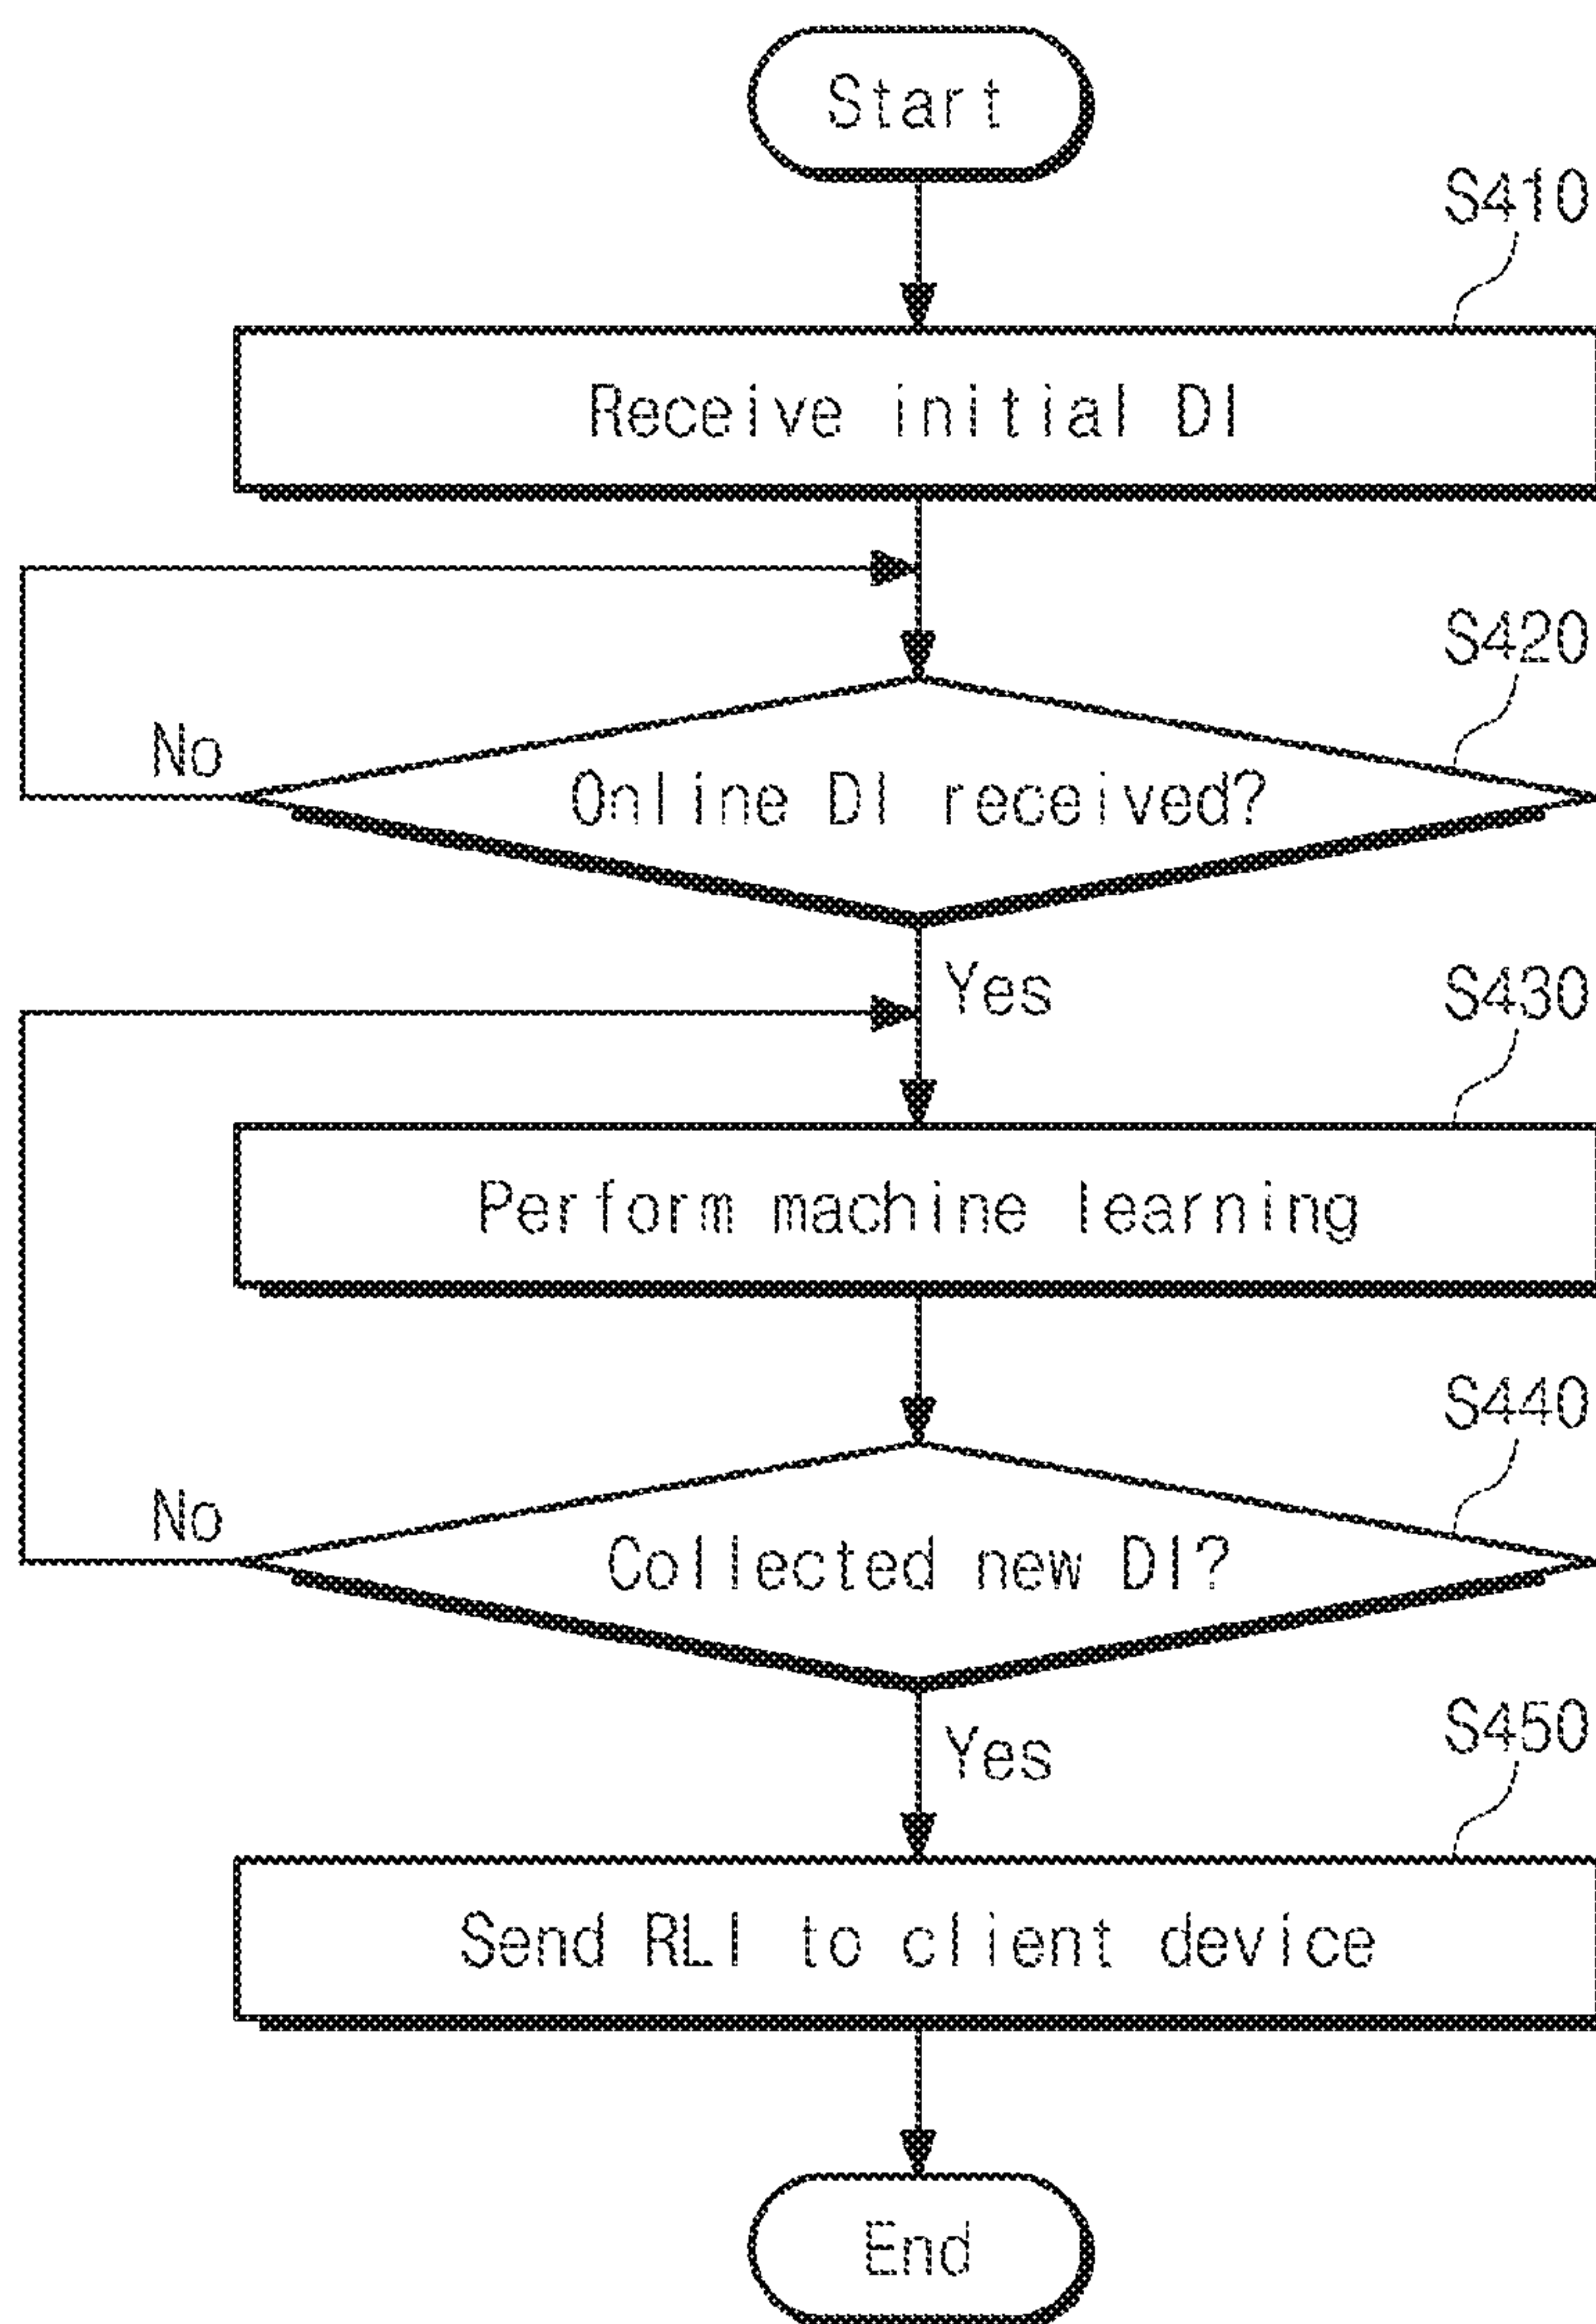 Start
S410
Receive initial DI
S420
No
Online DI received?
Yes
S430
Perform machine learning
S440
No
Collected new DI?
Yes
S450
Send RLI to client device
End